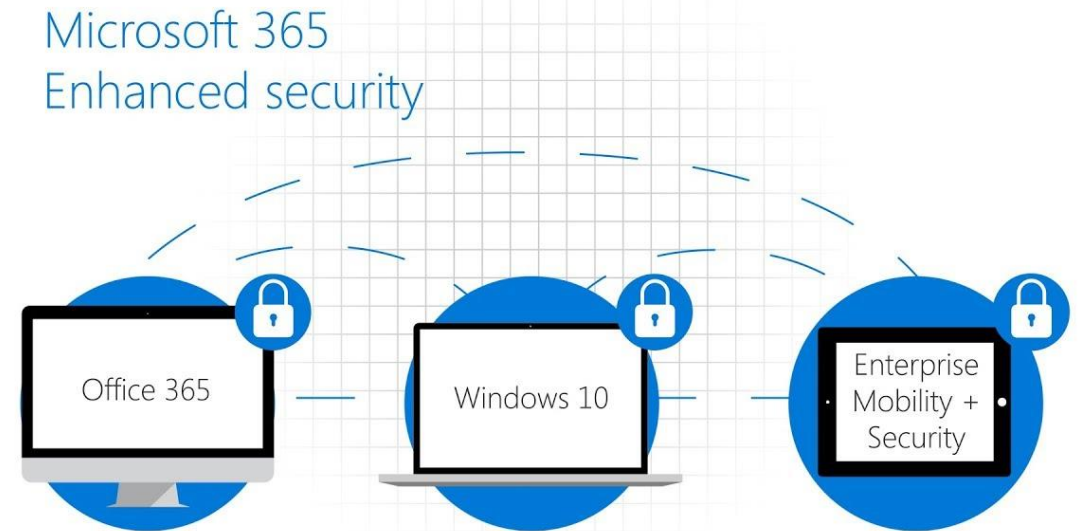 Microsoft 365
Enhanced security
Office 365
Windows 10
Enterprise
Mobility +
Security